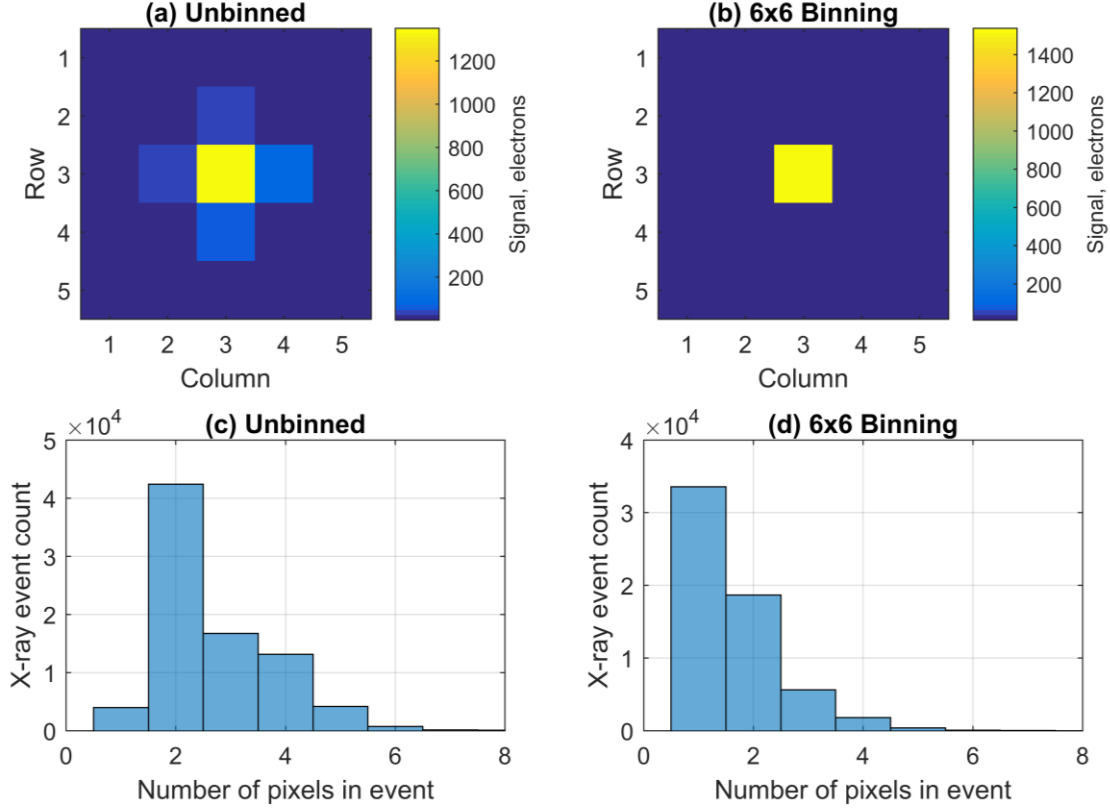 (a) Unbinned
1
2
3
4
5
Row
1 2 3 4 5
Column
1200
1000
800
600
400
200
Signal, electrons
(b) 6x6 Binning
1
2
3
4
5
Row
1 2 3 4 5
Column
1400
1200
1000
800
600
400
200
Signal, electrons
(c) Unbinned
×10⁴
5
4
3
2
1
0
X-ray event count
0 2 4 6 8
Number of pixels in event
(d) 6x6 Binning
×10⁴
4
3
2
1
0
X-ray event count
0 2 4 6 8
Number of pixels in event